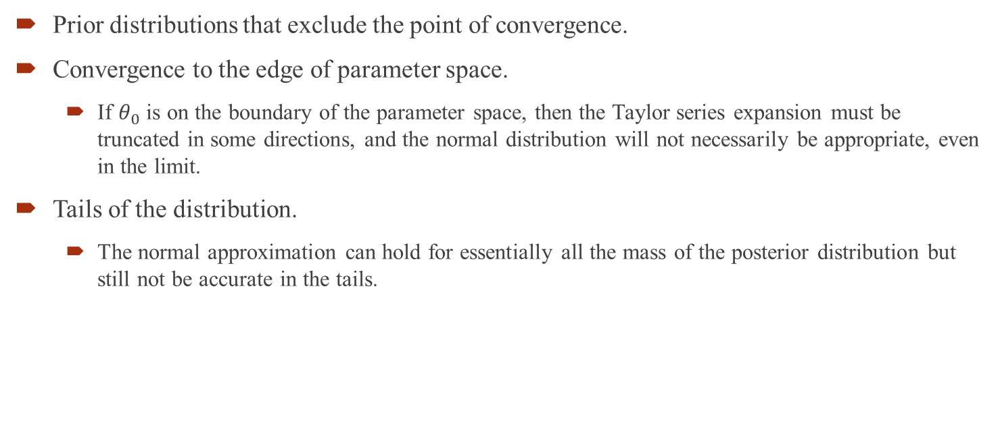 Prior distributions that exclude the point of convergence.
Convergence to the edge of parameter space.
If θ₀ is on the boundary of the parameter space, then the Taylor series expansion must be
truncated in some directions, and the normal distribution will not necessarily be appropriate, even
in the limit.
Tails of the distribution.
The normal approximation can hold for essentially all the mass of the posterior distribution but
still not be accurate in the tails.